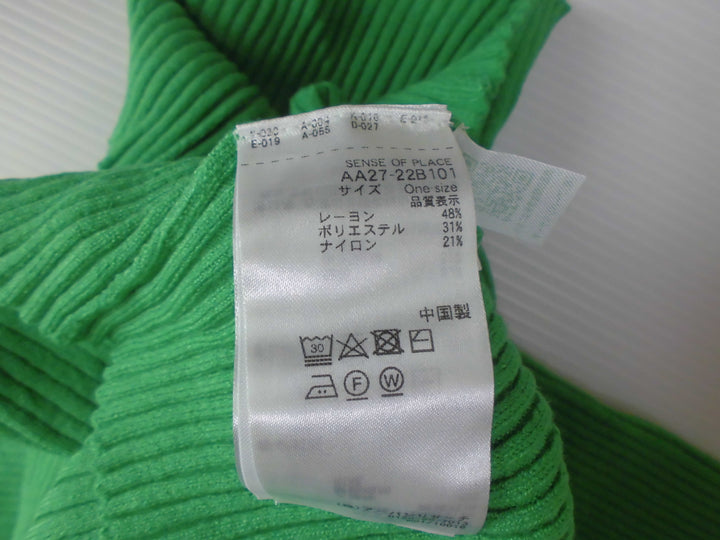 E-019 A-055 D-027
SENSE OF PLACE
AA27-22B101
サイズ One size
品質表示
レーヨン 48%
ポリエステル 31%
ナイロン 21%
中国製
30
F W